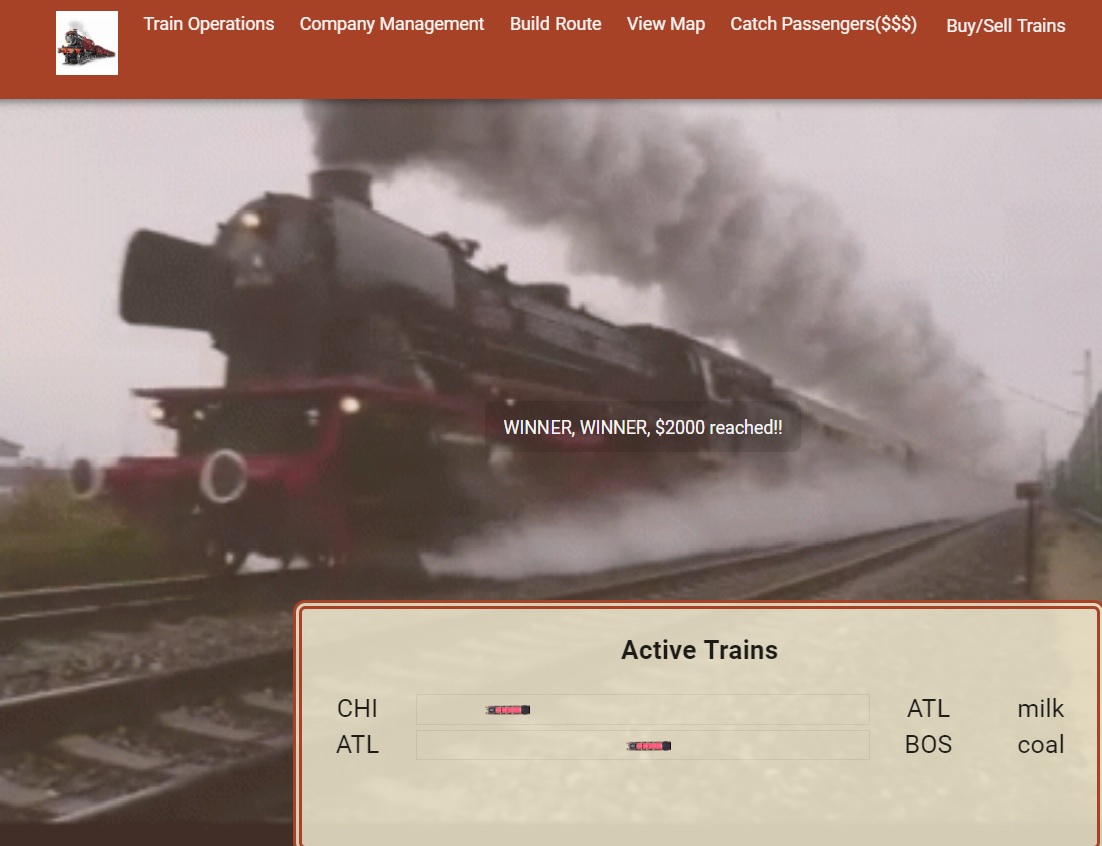 Train Operations Company Management Build Route View Map Catch Passengers($$$) Buy/Sell Trains
WINNER, WINNER, $2000 reached!!
Active Trains
CHI ATL milk
ATL BOS coal